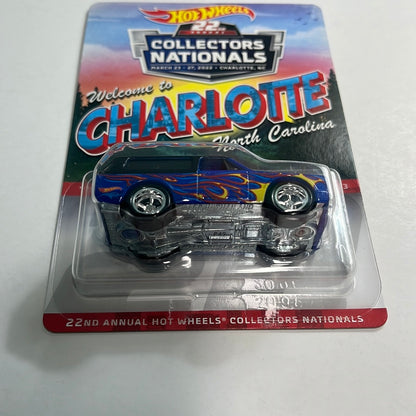 Hot Wheels
22
ANNUAL
COLLECTORS
NATIONALS
MARCH 23 - 27, 2022 • CHARLOTTE, NC
Welcome to
CHARLOTTE
North Carolina
22ND ANNUAL HOT WHEELS® COLLECTORS NATIONALS